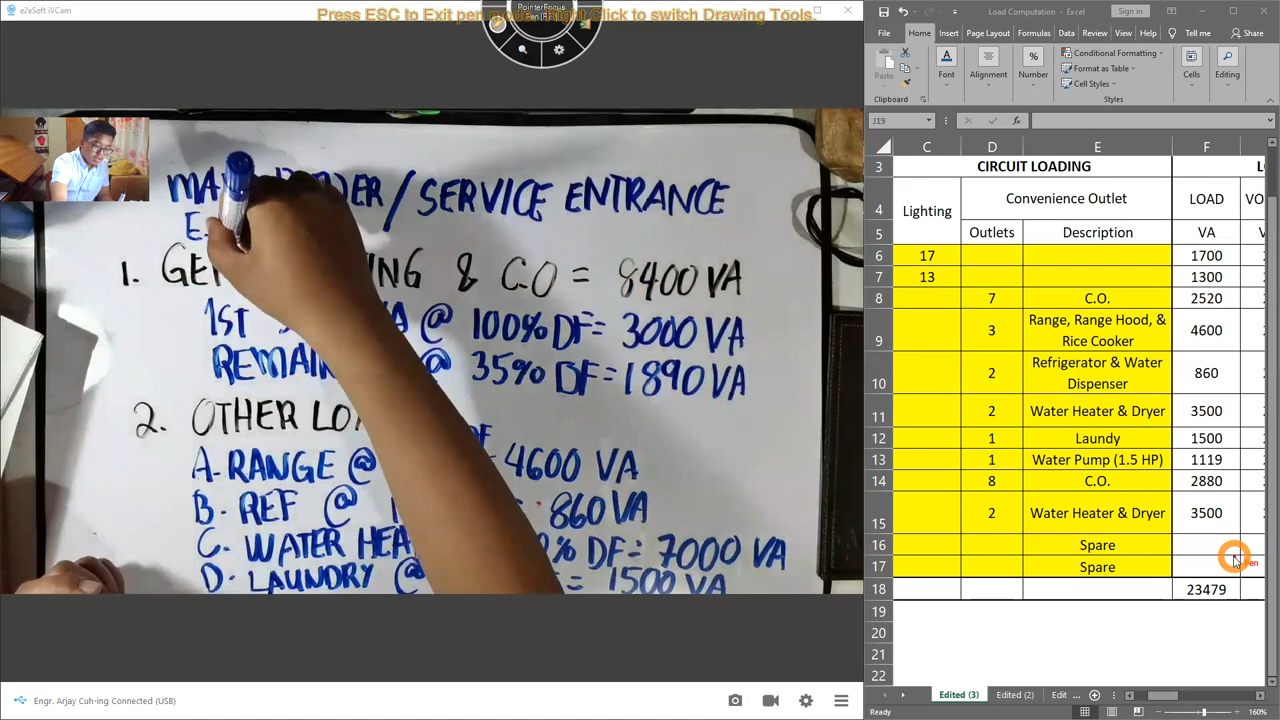 e2eSoft iVCam
Press ESC to Exit pen mode. Right Click to switch Drawing Tools.
PointerFocus
/ SERVICE ENTRANCE
1.
& C.O = 8400 VA
1ST @ 100% DF = 3000 VA
@ 35% DF = 1890 VA
2. OTHER
A - RANGE @ 4600 VA
B - REF @ = 860 VA
C - WATER DF = 7000 VA
D - LAUNDRY @ = 1500 VA
Engr. Arjay Cuh-ing Connected (USB)
Load Computation - Excel
Sign in
File Home Insert Page Layout Formulas Data Review View Help Tell me Share
Paste
Clipboard
Font
Alignment
Number
Conditional Formatting
Format as Table
Cell Styles
Styles
Cells
Editing
J19
fx
C D E F
3 CIRCUIT LOADING
4 Lighting Convenience Outlet LOAD
5 Outlets Description VA
6 17 1700
7 13 1300
8 7 C.O. 2520
9 3 Range, Range Hood, & Rice Cooker 4600
10 2 Refrigerator & Water Dispenser 860
11 2 Water Heater & Dryer 3500
12 1 Laundy 1500
13 1 Water Pump (1.5 HP) 1119
14 8 C.O. 2880
15 2 Water Heater & Dryer 3500
16 Spare
17 Spare
18 23479
19
20
21
22
Edited (3) Edited (2) Edit ...
Ready
160%